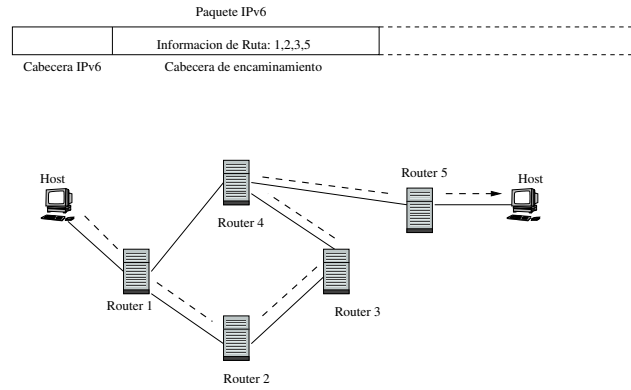 Paquete IPv6
Informacion de Ruta: 1,2,3,5
Cabecera IPv6
Cabecera de encaminamiento
Host
Router 4
Router 5
Host
Router 1
Router 3
Router 2